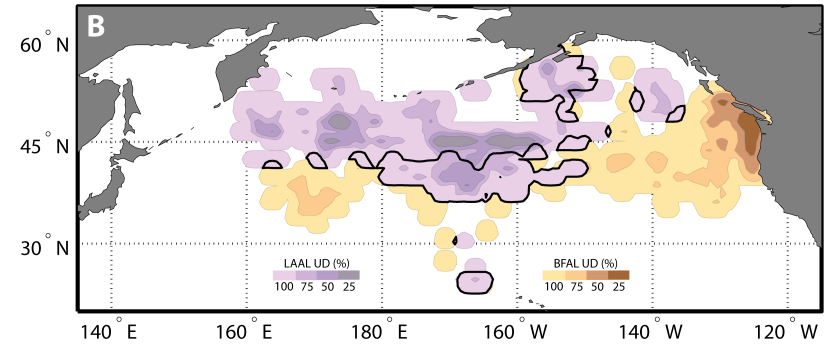 B
60° N
45° N
30° N
LAAL UD (%)
100 75 50 25
BFAL UD (%)
100 75 50 25
140° E
160° E
180° E
160° W
140° W
120° W